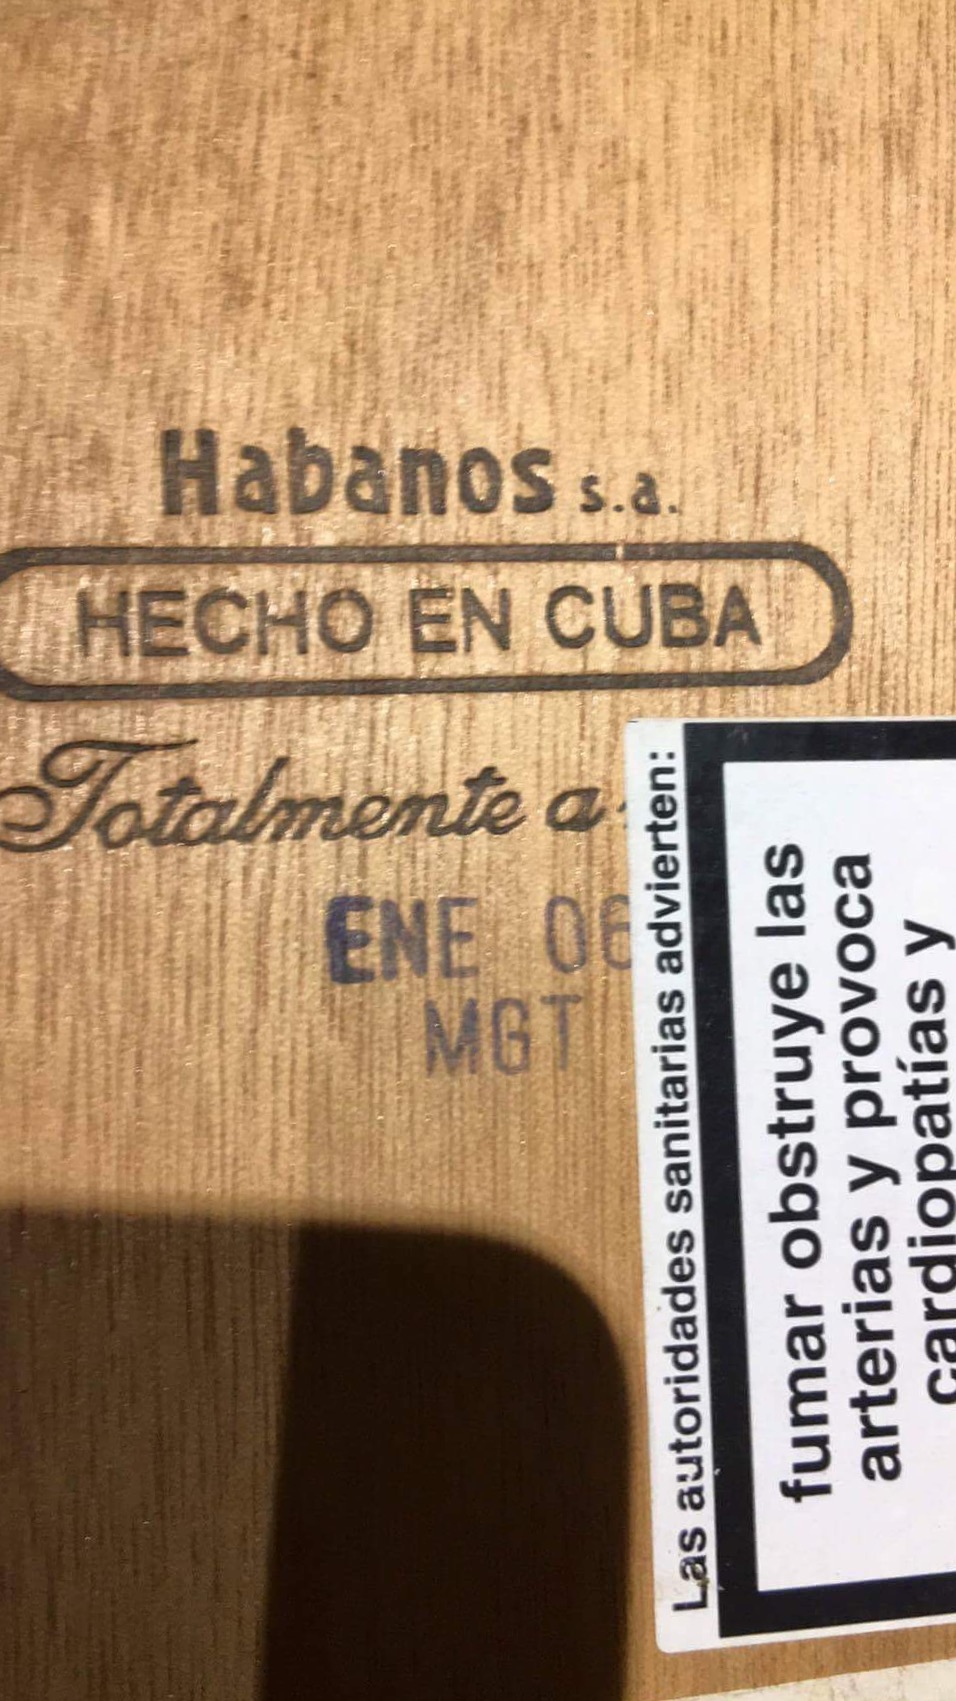 Habanos s.a.
HECHO EN CUBA
Totalmente a
ENE 06
MGT
Las autoridades sanitarias advierten:
fumar obstruye las
arterias y provoca
cardiopatías y